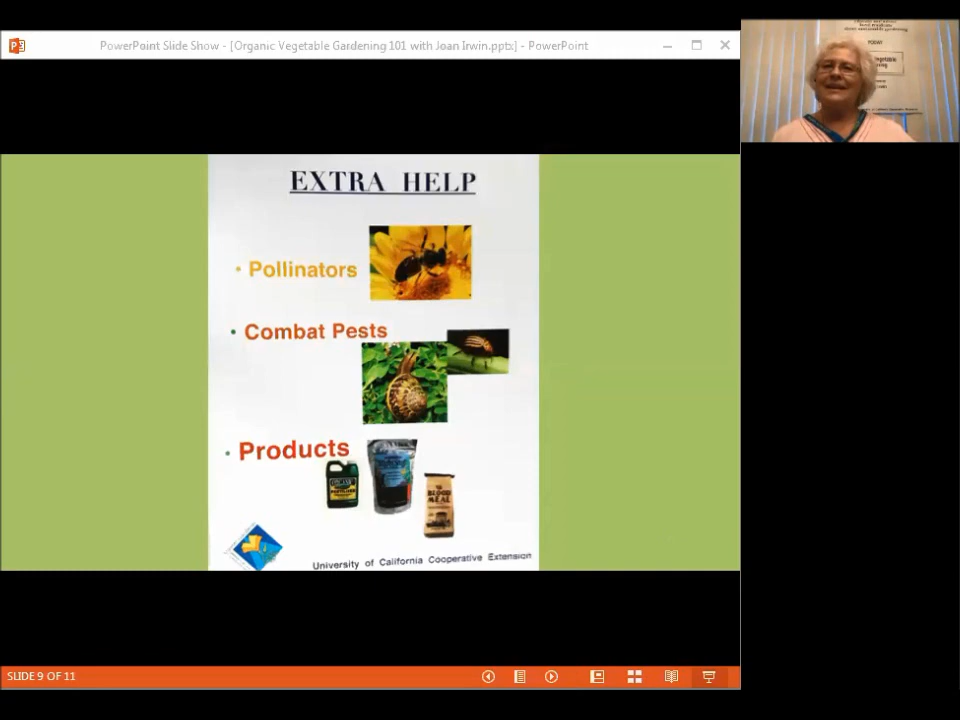 PowerPoint Slide Show - [Organic Vegetable Gardening 101 with Joan Irwin.pptx] - PowerPoint
TODAY
EXTRA HELP
• Pollinators
• Combat Pests
• Products
BLOOD
MEAL
University of California Cooperative Extension
SLIDE 9 OF 11